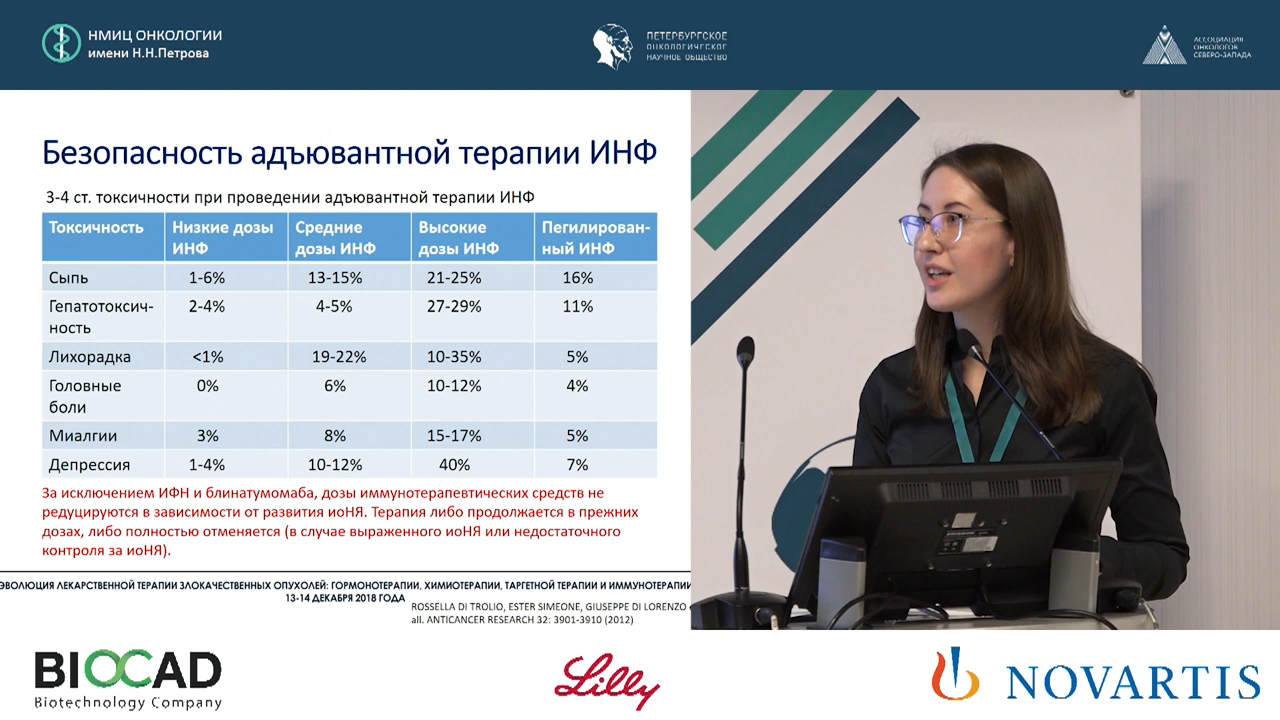 НМИЦ ОНКОЛОГИИ
имени Н.Н.Петрова
ПЕТЕРБУРГСКОЕ
ОНКОЛОГИЧЕСКОЕ
НАУЧНОЕ ОБЩЕСТВО
АССОЦИАЦИЯ
ОНКОЛОГОВ
СЕВЕРО-ЗАПАДА
Безопасность адъювантной терапии ИНФ
3-4 ст. токсичности при проведении адъювантной терапии ИНФ
Токсичность Низкие дозы ИНФ Средние дозы ИНФ Высокие дозы ИНФ Пегилирован-ный ИНФ
Сыпь 1-6% 13-15% 21-25% 16%
Гепатотоксич-ность 2-4% 4-5% 27-29% 11%
Лихорадка <1% 19-22% 10-35% 5%
Головные боли 0% 6% 10-12% 4%
Миалгии 3% 8% 15-17% 5%
Депрессия 1-4% 10-12% 40% 7%
За исключением ИФН и блинатумомаба, дозы иммунотерапевтических средств не
редуцируются в зависимости от развития иоНЯ. Терапия либо продолжается в прежних
дозах, либо полностью отменяется (в случае выраженного иоНЯ или недостаточного
контроля за иоНЯ).
ЭВОЛЮЦИЯ ЛЕКАРСТВЕННОЙ ТЕРАПИИ ЗЛОКАЧЕСТВЕННЫХ ОПУХОЛЕЙ: ГОРМОНОТЕРАПИИ, ХИМИОТЕРАПИИ, ТАРГЕТНОЙ ТЕРАПИИ И ИММУНОТЕРАПИИ
13-14 ДЕКАБРЯ 2018 ГОДА
ROSSELLA DI TROLIO, ESTER SIMEONE, GIUSEPPE DI LORENZO
all. ANTICANCER RESEARCH 32: 3901-3910 (2012)
BIOCAD
Biotechnology Company
Lilly
NOVARTIS